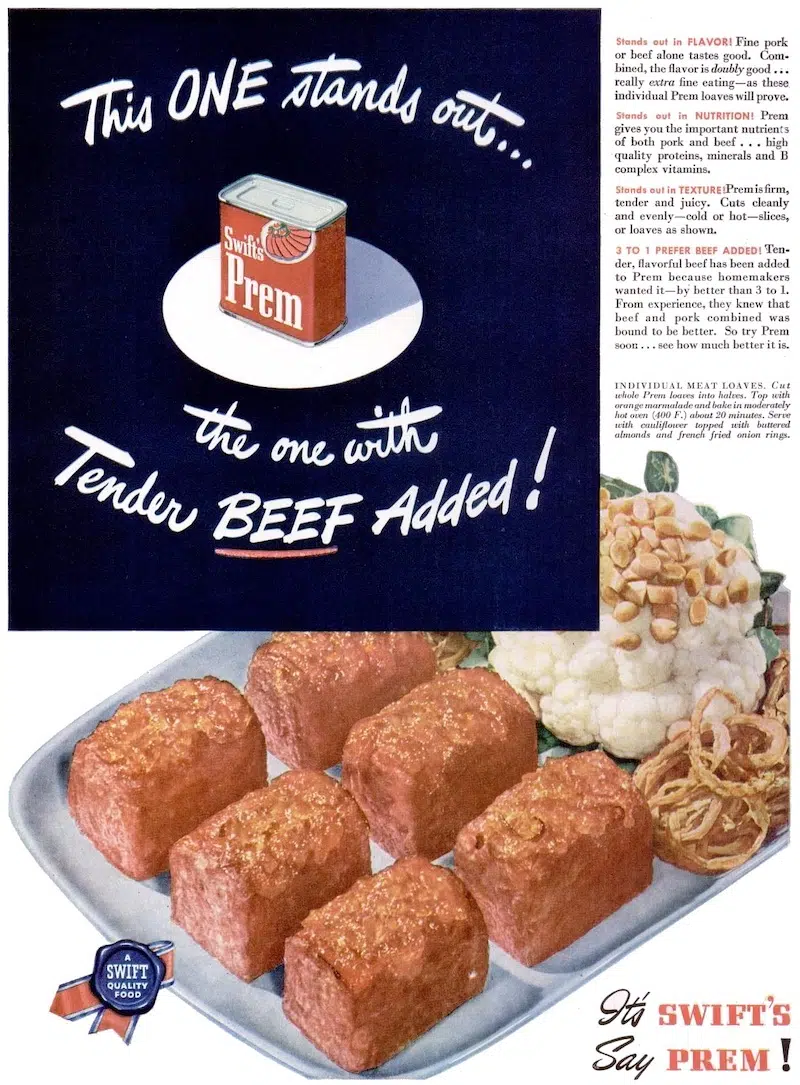 This ONE stands out...
Swift's
Prem
the one with
Tender BEEF Added!
Stands out in FLAVOR! Fine pork
or beef alone tastes good. Com-
bined, the flavor is doubly good...
really extra fine eating—as these
individual Prem loaves will prove.
Stands out in NUTRITION! Prem
gives you the important nutrients
of both pork and beef . . . high
quality proteins, minerals and B
complex vitamins.
Stands out in TEXTURE! Prem is firm,
tender and juicy. Cuts cleanly
and evenly—cold or hot—slices,
or loaves as shown.
3 TO 1 PREFER BEEF ADDED! Ten-
der, flavorful beef has been added
to Prem because homemakers
wanted it—by better than 3 to 1.
From experience, they knew that
beef and pork combined was
bound to be better. So try Prem
soon . . . see how much better it is.
INDIVIDUAL MEAT LOAVES. Cut
whole Prem loaves into halves. Top with
orange marmalade and bake in moderately
hot oven (400 F.) about 20 minutes. Serve
with cauliflower topped with buttered
almonds and french fried onion rings.
A
SWIFT
QUALITY
FOOD
It's SWIFT'S
Say PREM!